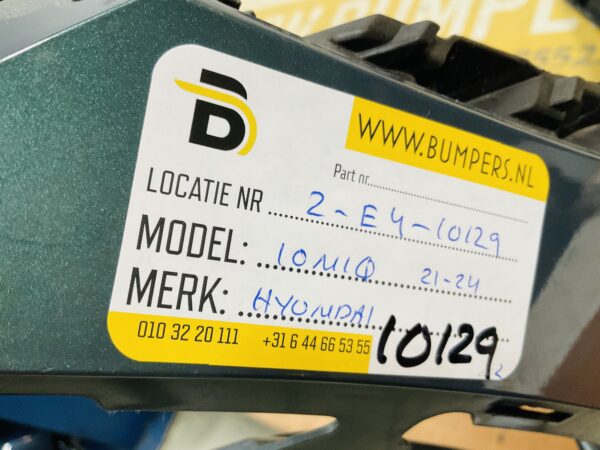 WWW.BUMPERS.NL
Part nr.
LOCATIE NR 2-E4-10129
MODEL: IONIQ 21-24
MERK: HYUNDAI
010 32 20 111 +31 6 44 66 53 55 10129